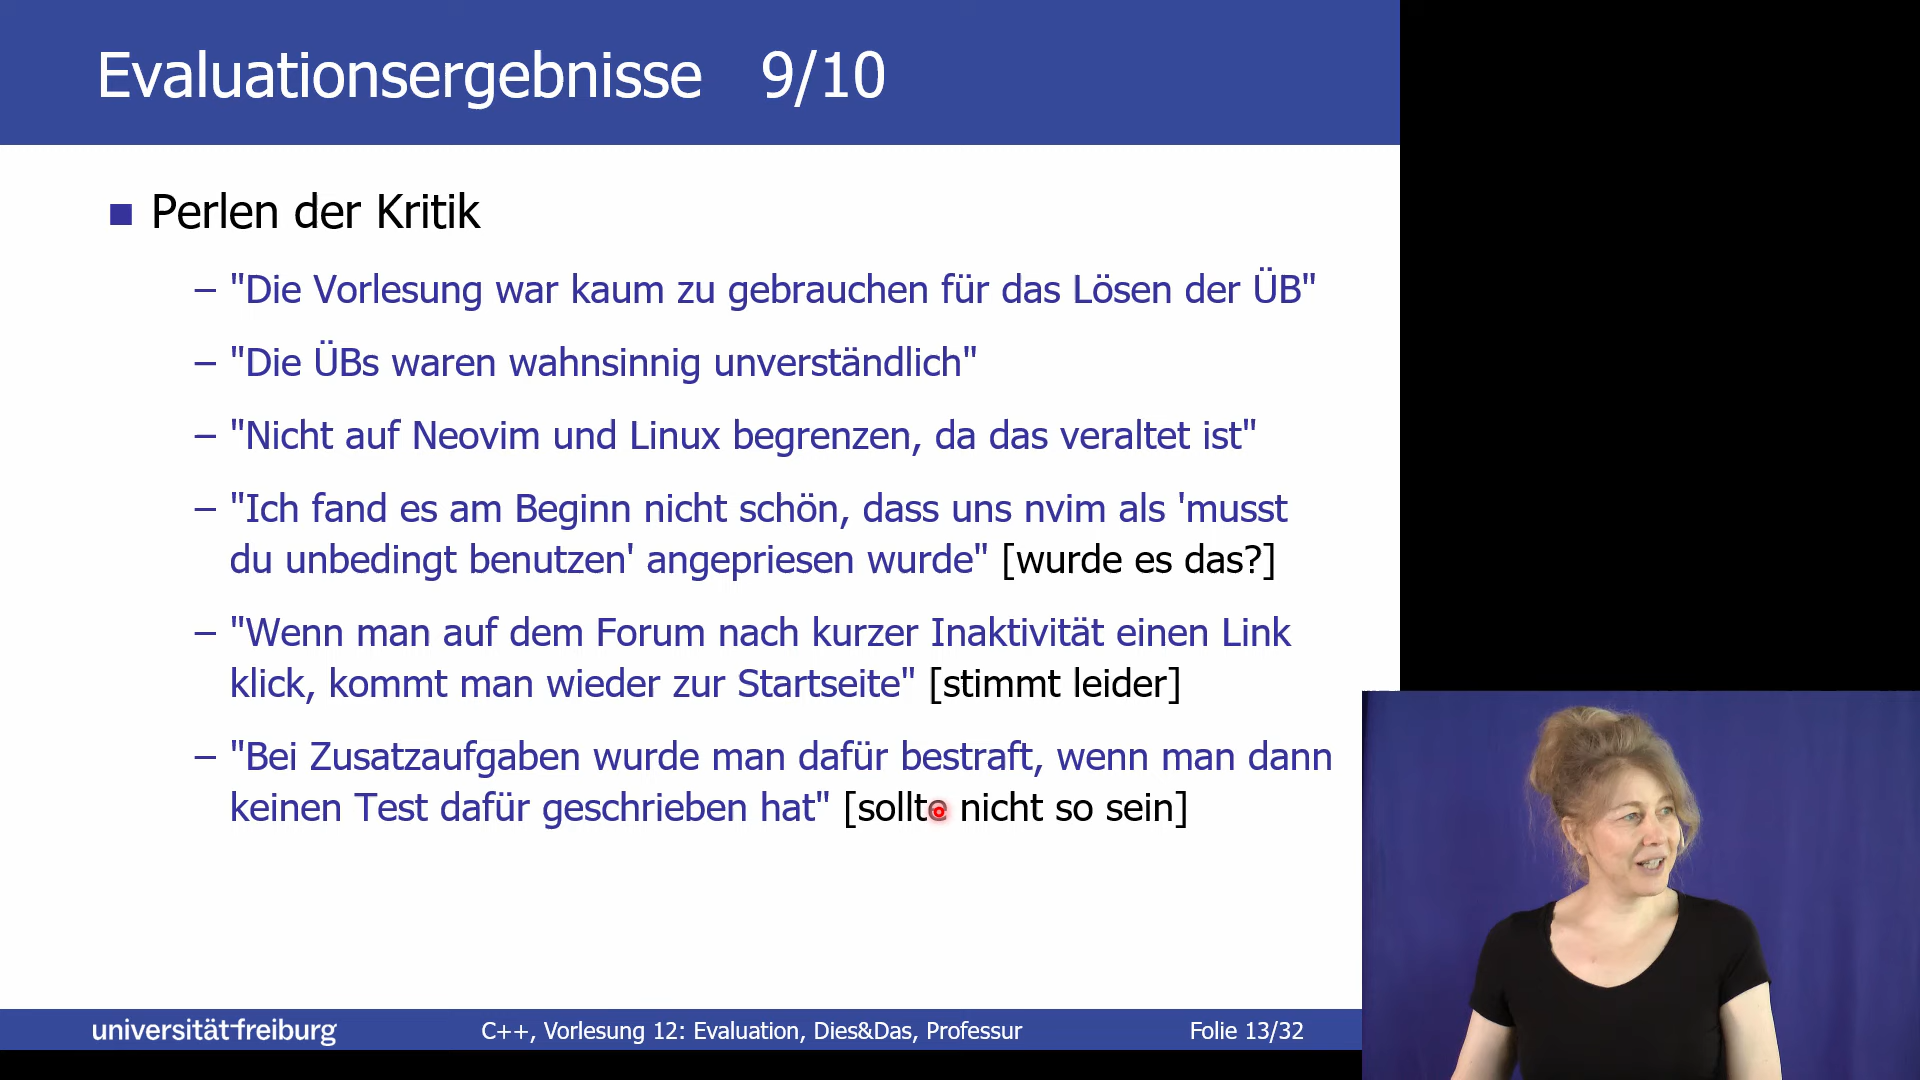 Evaluationsergebnisse 9/10
Perlen der Kritik
– "Die Vorlesung war kaum zu gebrauchen für das Lösen der ÜB"
– "Die ÜBs waren wahnsinnig unverständlich"
– "Nicht auf Neovim und Linux begrenzen, da das veraltet ist"
– "Ich fand es am Beginn nicht schön, dass uns nvim als 'musst
du unbedingt benutzen' angepriesen wurde" [wurde es das?]
– "Wenn man auf dem Forum nach kurzer Inaktivität einen Link
klick, kommt man wieder zur Startseite" [stimmt leider]
– "Bei Zusatzaufgaben wurde man dafür bestraft, wenn man dann
keinen Test dafür geschrieben hat" [sollte nicht so sein]
universität freiburg
C++, Vorlesung 12: Evaluation, Dies&Das, Professur
Folie 13/32